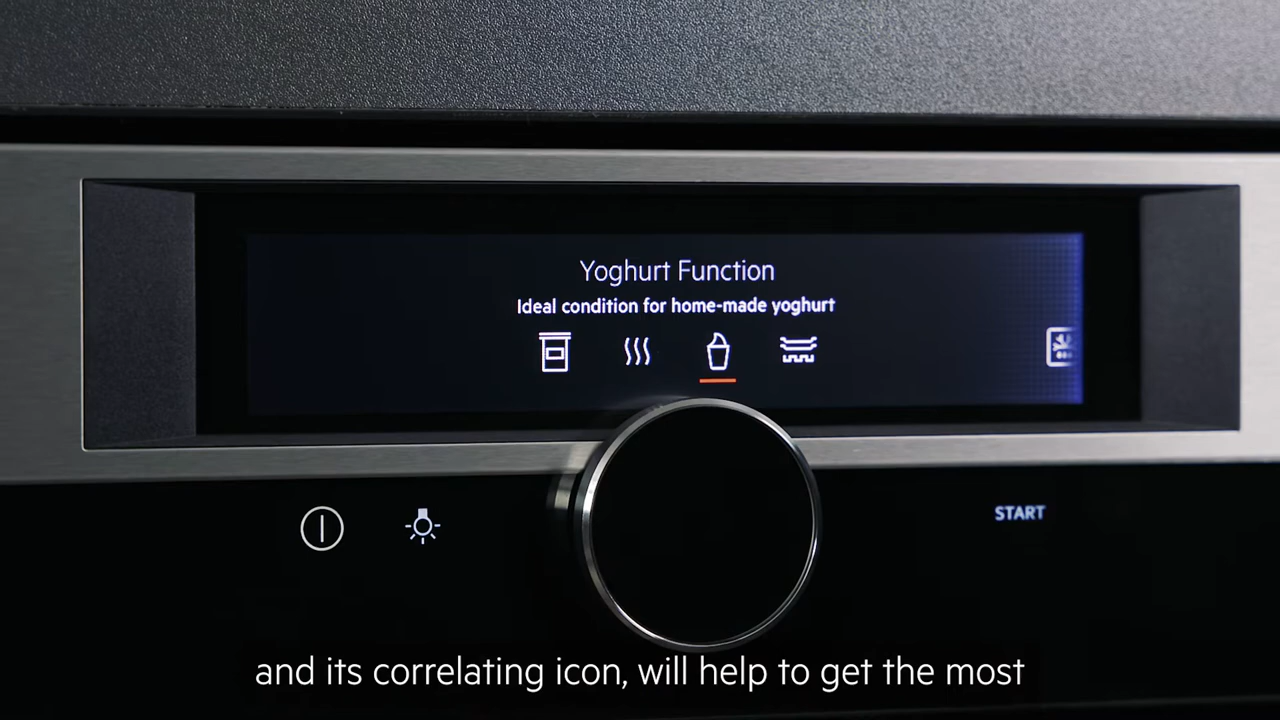 Yoghurt Function
Ideal condition for home-made yoghurt
START
and its correlating icon, will help to get the most